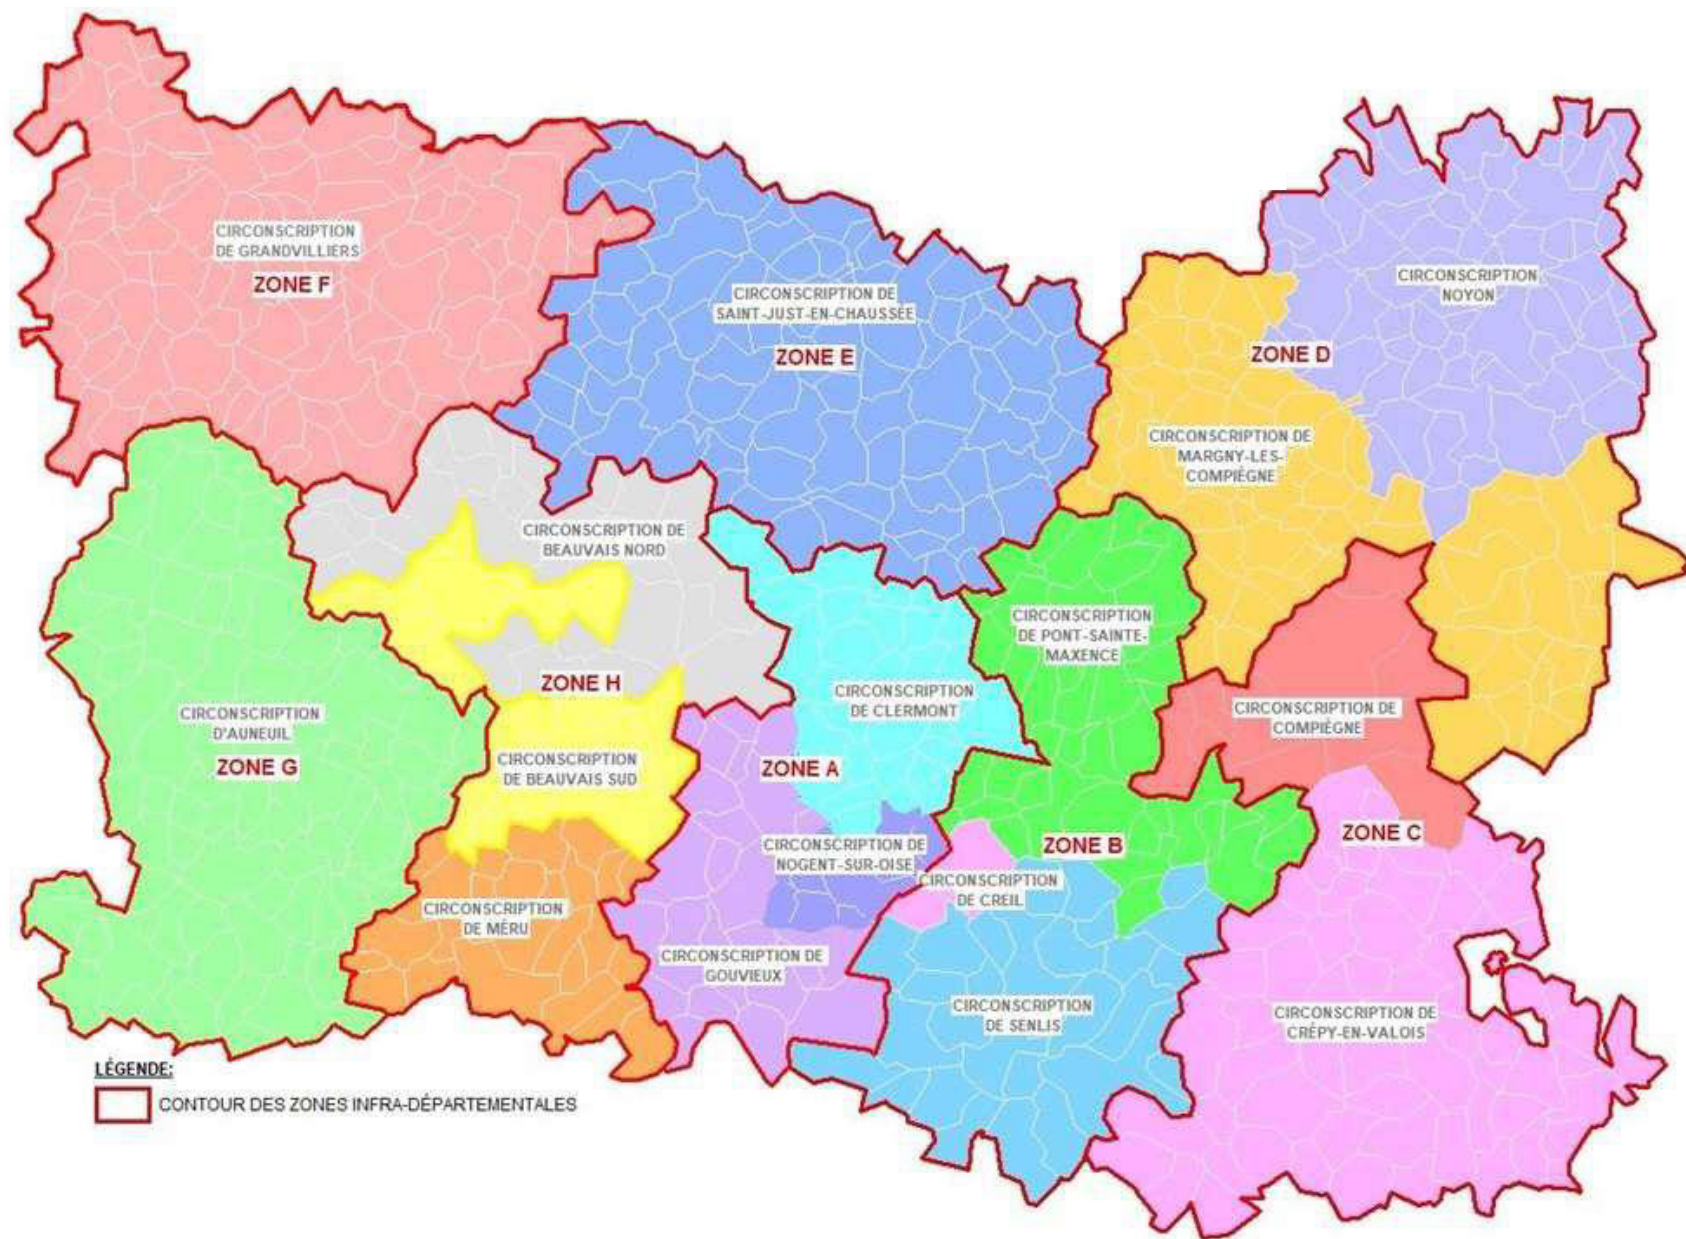 CIRCONSCRIPTION
DE GRANDVILLIERS
ZONE F
CIRCONSCRIPTION DE
SAINT-JUST-EN-CHAUSSÉE
ZONE E
CIRCONSCRIPTION
NOYON
ZONE D
CIRCONSCRIPTION DE
MARGNY-LES-
COMPIÈGNE
CIRCONSCRIPTION DE
BEAUVAIS NORD
CIRCONSCRIPTION
DE PONT-SAINTE-
MAXENCE
ZONE H
CIRCONSCRIPTION
DE CLERMONT
CIRCONSCRIPTION
D'AUNEUIL
ZONE G
CIRCONSCRIPTION DE
COMPIÈGNE
CIRCONSCRIPTION
DE BEAUVAIS SUD
ZONE A
ZONE C
CIRCONSCRIPTION DE
NOGENT-SUR-OISE
ZONE B
CIRCONSCRIPTION
DE CREIL
CIRCONSCRIPTION
DE MÉRU
CIRCONSCRIPTION DE
GOUVIEUX
CIRCONSCRIPTION
DE SENLIS
CIRCONSCRIPTION DE
CRÉPY-EN-VALOIS
LÉGENDE:
CONTOUR DES ZONES INFRA-DÉPARTEMENTALES